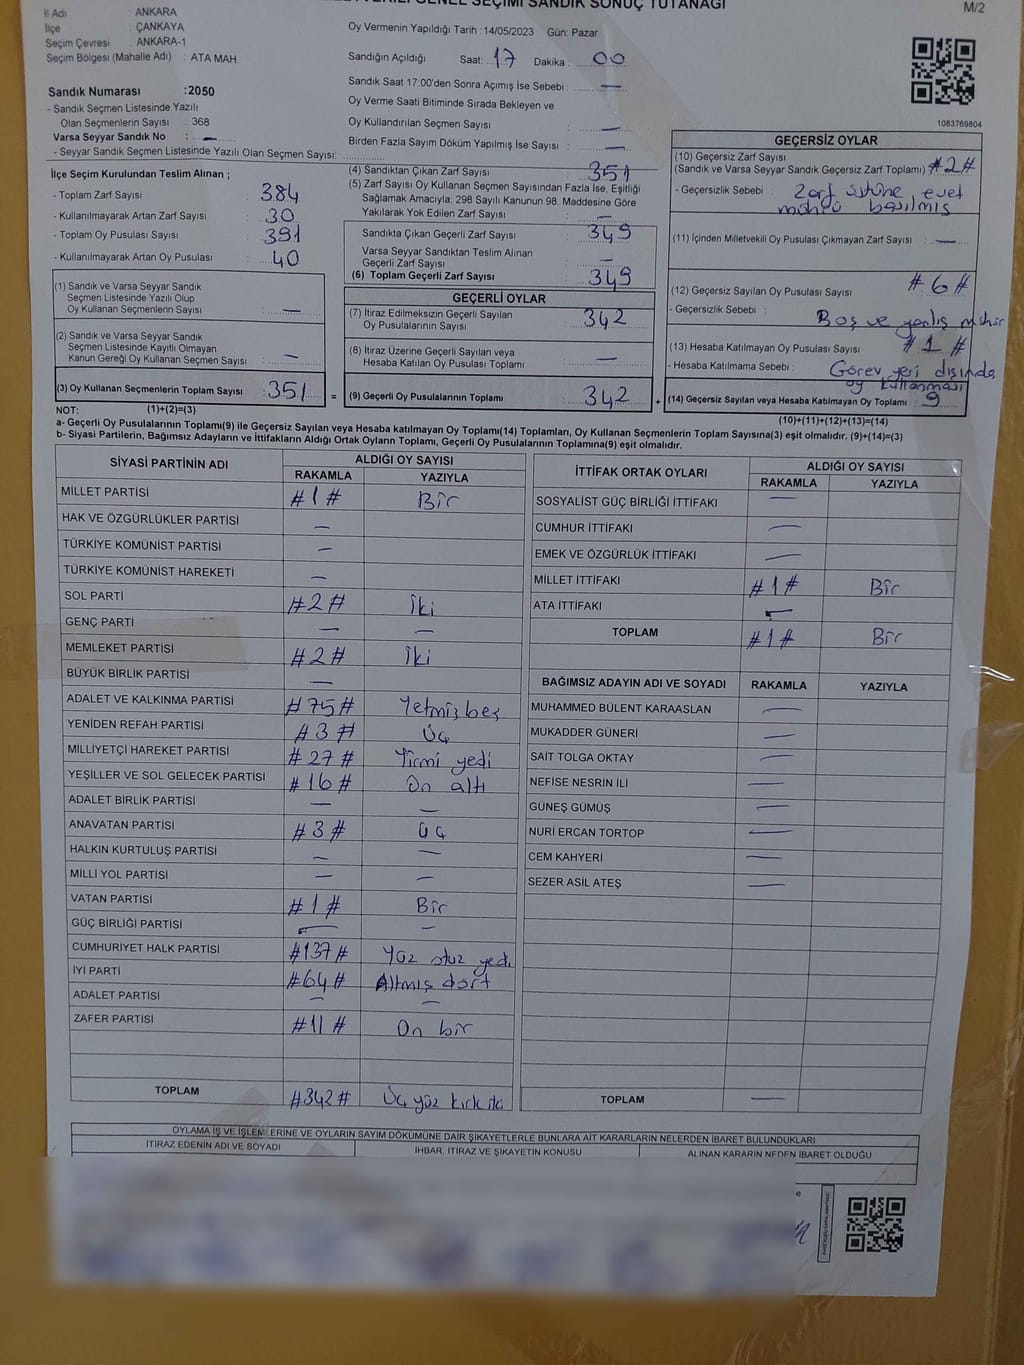 GENEL SEÇİMİ SANDIK SONUÇ TUTANAĞI
M/2
İl Adı : ANKARA
İlçe : ÇANKAYA
Seçim Çevresi : ANKARA-1
Seçim Bölgesi (Mahalle Adı) : ATA MAH.
Sandık Numarası :2050
- Sandık Seçmen Listesinde Yazılı
Olan Seçmenlerin Sayısı : 368
Varsa Seyyar Sandık No : —
- Seyyar Sandık Seçmen Listesinde Yazılı Olan Seçmen Sayısı:
Oy Vermenin Yapıldığı Tarih :14/05/2023 Gün: Pazar
Sandığın Açıldığı Saat: 17 Dakika : 00
Sandık Saat 17:00'den Sonra Açımış İse Sebebi : —
Oy Verme Saati Bitiminde Sırada Bekleyen ve
Oy Kullandırılan Seçmen Sayısı : —
Birden Fazla Sayım Döküm Yapılmış İse Sayısı : —
1083769804
İlçe Seçim Kurulundan Teslim Alınan ;
- Toplam Zarf Sayısı : 384
- Kullanılmayarak Artan Zarf Sayısı : 30
- Toplam Oy Pusulası Sayısı : 391
- Kullanılmayarak Artan Oy Pusulası : 40
(1) Sandık ve Varsa Seyyar Sandık
Seçmen Listesinde Yazılı Olup
Oy Kullanan Seçmenlerin Sayısı : —
(2) Sandık ve Varsa Seyyar Sandık
Seçmen Listesinde Kayıtlı Olmayan
Kanun Gereği Oy Kullanan Seçmen Sayısı : —
(3) Oy Kullanan Seçmenlerin Toplam Sayısı : 351
=
(4) Sandıktan Çıkan Zarf Sayısı : 351
(5) Zarf Sayısı Oy Kullanan Seçmen Sayısından Fazla İse, Eşitliği
Sağlamak Amacıyla; 298 Sayılı Kanunun 98. Maddesine Göre
Yakılarak Yok Edilen Zarf Sayısı : —
Sandıkta Çıkan Geçerli Zarf Sayısı : 349
Varsa Seyyar Sandıktan Teslim Alınan
Geçerli Zarf Sayısı : —
(6) Toplam Geçerli Zarf Sayısı : 349
GEÇERLİ OYLAR
(7) İtiraz Edilmeksizin Geçerli Sayılan
Oy Pusulalarının Sayısı : 342
(8) İtiraz Üzerine Geçerli Sayılan veya
Hesaba Katılan Oy Pusulası Toplamı : —
(9) Geçerli Oy Pusulalarının Toplamı : 342
+
GEÇERSİZ OYLAR
(10) Geçersiz Zarf Sayısı
(Sandık ve Varsa Seyyar Sandık Geçersiz Zarf Toplamı) : #2#
- Geçersizlik Sebebi : Zarf üstüne evet
mührü basılmış
(11) İçinden Milletvekili Oy Pusulası Çıkmayan Zarf Sayısı : —
(12) Geçersiz Sayılan Oy Pusulası Sayısı : #6#
- Geçersizlik Sebebi : Boş ve yanlış mühür
(13) Hesaba Katılmayan Oy Pusulası Sayısı : #1#
- Hesaba Katılmama Sebebi : Görev yeri dışında
oy kullanması
(14) Geçersiz Sayılan veya Hesaba Katılmayan Oy Toplamı : 9
NOT: (1)+(2)=(3)
(10)+(11)+(12)+(13)=(14)
a- Geçerli Oy Pusulalarının Toplamı(9) ile Geçersiz Sayılan veya Hesaba katılmayan Oy Toplamı(14) Toplamları, Oy Kullanan Seçmenlerin Toplam Sayısına(3) eşit olmalıdır. (9)+(14)=(3)
b- Siyasi Partilerin, Bağımsız Adayların ve İttifakların Aldığı Ortak Oyların Toplamı, Geçerli Oy Pusulalarının Toplamına(9) eşit olmalıdır.
SİYASİ PARTİNİN ADI
ALDIĞI OY SAYISI
RAKAMLA YAZIYLA
MİLLET PARTİSİ #1# Bir
HAK VE ÖZGÜRLÜKLER PARTİSİ —
TÜRKİYE KOMÜNİST PARTİSİ —
TÜRKİYE KOMÜNİST HAREKETİ —
SOL PARTİ #2# İki
GENÇ PARTİ — —
MEMLEKET PARTİSİ #2# İki
BÜYÜK BİRLİK PARTİSİ —
ADALET VE KALKINMA PARTİSİ #75# Yetmiş beş
YENİDEN REFAH PARTİSİ #3# Üç
MİLLİYETÇİ HAREKET PARTİSİ #27# Yirmi yedi
YEŞİLLER VE SOL GELECEK PARTİSİ #16# On altı
ADALET BİRLİK PARTİSİ — —
ANAVATAN PARTİSİ #3# Üç
HALKIN KURTULUŞ PARTİSİ — —
MİLLİ YOL PARTİSİ — —
VATAN PARTİSİ #1# Bir
GÜÇ BİRLİĞİ PARTİSİ — —
CUMHURİYET HALK PARTİSİ #137# Yüz otuz yedi
İYİ PARTİ #64# Altmış dört
ADALET PARTİSİ — —
ZAFER PARTİSİ #11# On bir
TOPLAM #342# Üç yüz kırk iki
İTTİFAK ORTAK OYLARI
ALDIĞI OY SAYISI
RAKAMLA YAZIYLA
SOSYALİST GÜÇ BİRLİĞİ İTTİFAKI —
CUMHUR İTTİFAKI —
EMEK VE ÖZGÜRLÜK İTTİFAKI —
MİLLET İTTİFAKI #1# Bir
ATA İTTİFAKI —
TOPLAM #1# Bir
BAĞIMSIZ ADAYIN ADI VE SOYADI RAKAMLA YAZIYLA
MUHAMMED BÜLENT KARAASLAN —
MUKADDER GÜNERİ —
SAİT TOLGA OKTAY —
NEFİSE NESRİN İLİ —
GÜNEŞ GÜMÜŞ —
NURİ ERCAN TORTOP —
CEM KAHYERİ —
SEZER ASİL ATEŞ —
TOPLAM —
OYLAMA İŞ VE İŞLEMLERİNE VE OYLARIN SAYIM DÖKÜMÜNE DAİR ŞİKAYETLERLE BUNLARA AİT KARARLARIN NELERDEN İBARET BULUNDUKLARI
İTİRAZ EDENİN ADI VE SOYADI
İHBAR, İTİRAZ VE ŞİKAYETİN KONUSU
ALINAN KARARIN NEDEN İBARET OLDUĞU